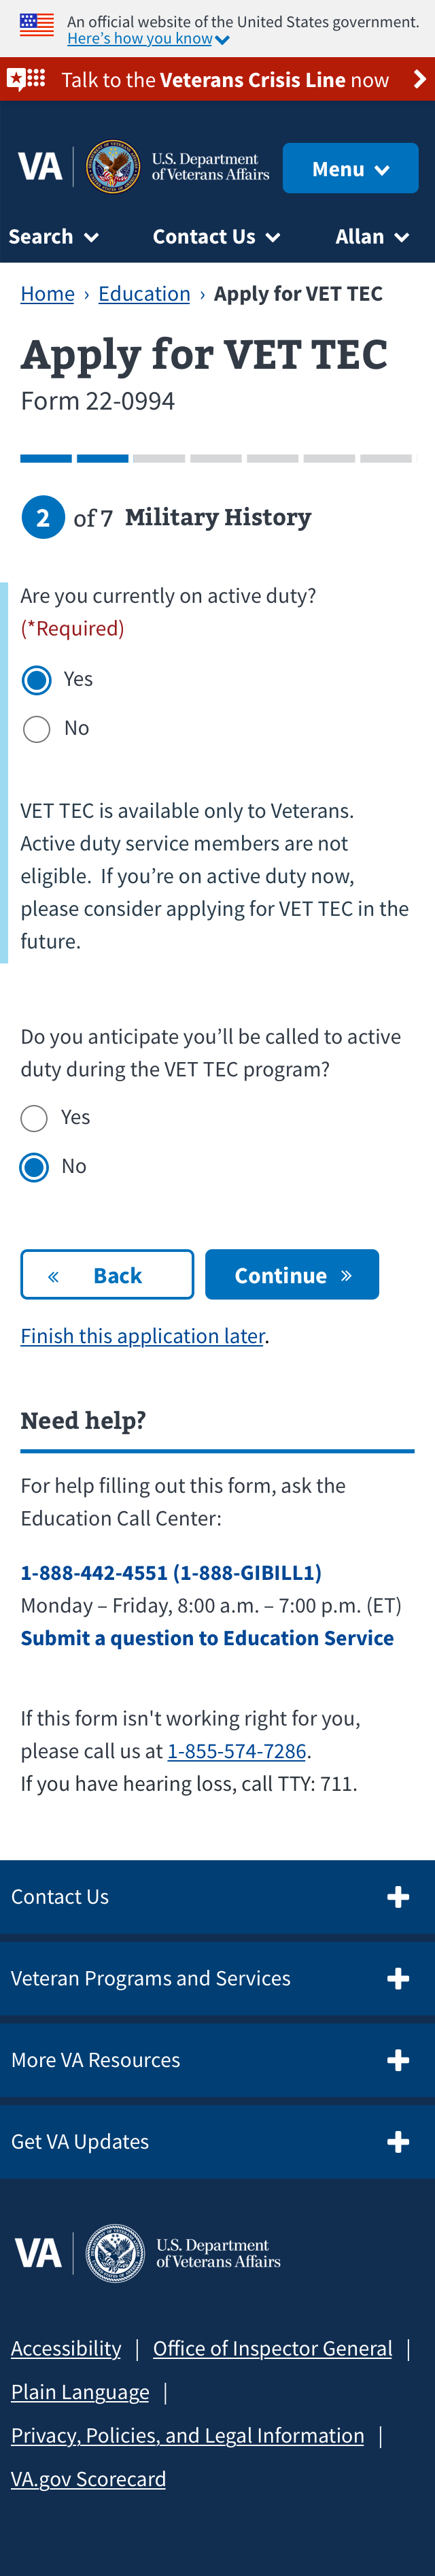 An official website of the United States government.
Here’s how you know
Talk to the Veterans Crisis Line now
VA
U.S. Department
of Veterans Affairs
Menu
Search
Contact Us
Allan
Home › Education › Apply for VET TEC
Apply for VET TEC
Form 22-0994
2 of 7 Military History
Are you currently on active duty?
(*Required)
Yes
No
VET TEC is available only to Veterans.
Active duty service members are not
eligible. If you’re on active duty now,
please consider applying for VET TEC in the
future.
Do you anticipate you’ll be called to active
duty during the VET TEC program?
Yes
No
« Back
Continue »
Finish this application later.
Need help?
For help filling out this form, ask the
Education Call Center:
1-888-442-4551 (1-888-GIBILL1)
Monday – Friday, 8:00 a.m. – 7:00 p.m. (ET)
Submit a question to Education Service
If this form isn't working right for you,
please call us at 1-855-574-7286.
If you have hearing loss, call TTY: 711.
Contact Us
Veteran Programs and Services
More VA Resources
Get VA Updates
VA
U.S. Department
of Veterans Affairs
Accessibility | Office of Inspector General |
Plain Language |
Privacy, Policies, and Legal Information |
VA.gov Scorecard